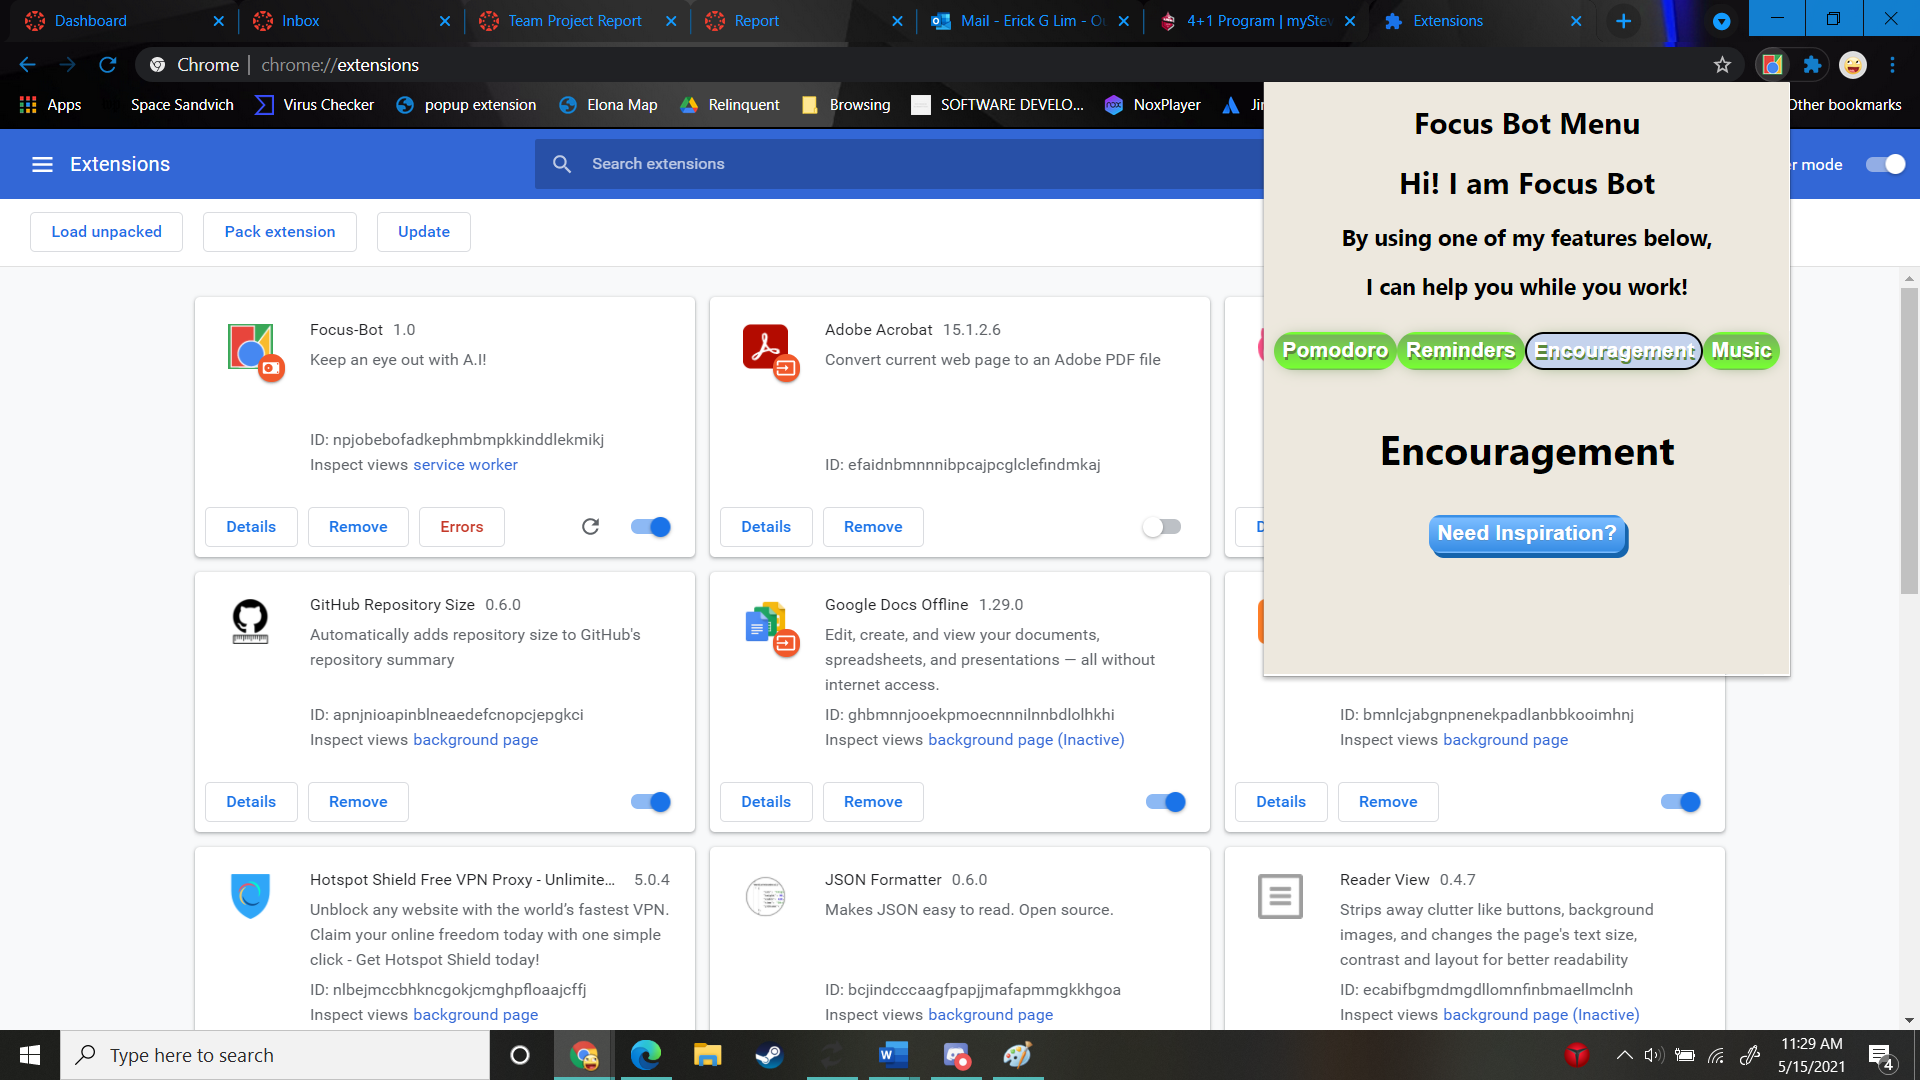 Dashboard
Inbox
Team Project Report
Report
Mail - Erick G Lim - Ou
4+1 Program | myStev
Extensions
Chrome | chrome://extensions
Apps
Space Sandvich
Virus Checker
popup extension
Elona Map
Relinquent
Browsing
SOFTWARE DEVELO...
NoxPlayer
Other bookmarks
Extensions
Search extensions
er mode
Load unpacked
Pack extension
Update
Focus Bot Menu
Hi! I am Focus Bot
By using one of my features below,
I can help you while you work!
Pomodoro Reminders Encouragement Music
Encouragement
Need Inspiration?
Focus-Bot 1.0
Keep an eye out with A.I!
ID: npjobebofadkephmbmpkkinddlekmikj
Inspect views service worker
Details Remove Errors
Adobe Acrobat 15.1.2.6
Convert current web page to an Adobe PDF file
ID: efaidnbmnnnibpcajpcglclefindmkaj
Details Remove
GitHub Repository Size 0.6.0
Automatically adds repository size to GitHub's
repository summary
ID: apnjnioapinblneaedefcnopcjepgkci
Inspect views background page
Details Remove
Google Docs Offline 1.29.0
Edit, create, and view your documents,
spreadsheets, and presentations — all without
internet access.
ID: ghbmnnjooekpmoecnnnilnnbdlolhkhi
Inspect views background page (Inactive)
Details Remove
ID: bmnlcjabgnpnenekpadlanbbkooimhnj
Inspect views background page
Details Remove
Hotspot Shield Free VPN Proxy - Unlimite... 5.0.4
Unblock any website with the world's fastest VPN.
Claim your online freedom today with one simple
click - Get Hotspot Shield today!
ID: nlbejmccbhkncgokjcmghpfloaajcffj
Inspect views background page
JSON Formatter 0.6.0
Makes JSON easy to read. Open source.
ID: bcjindcccaagfpapjjmafapmmgkkhgoa
Inspect views background page
Reader View 0.4.7
Strips away clutter like buttons, background
images, and changes the page's text size,
contrast and layout for better readability
ID: ecabifbgmdmgdllomnfinbmaellmclnh
Inspect views background page (Inactive)
Type here to search
11:29 AM
5/15/2021
4